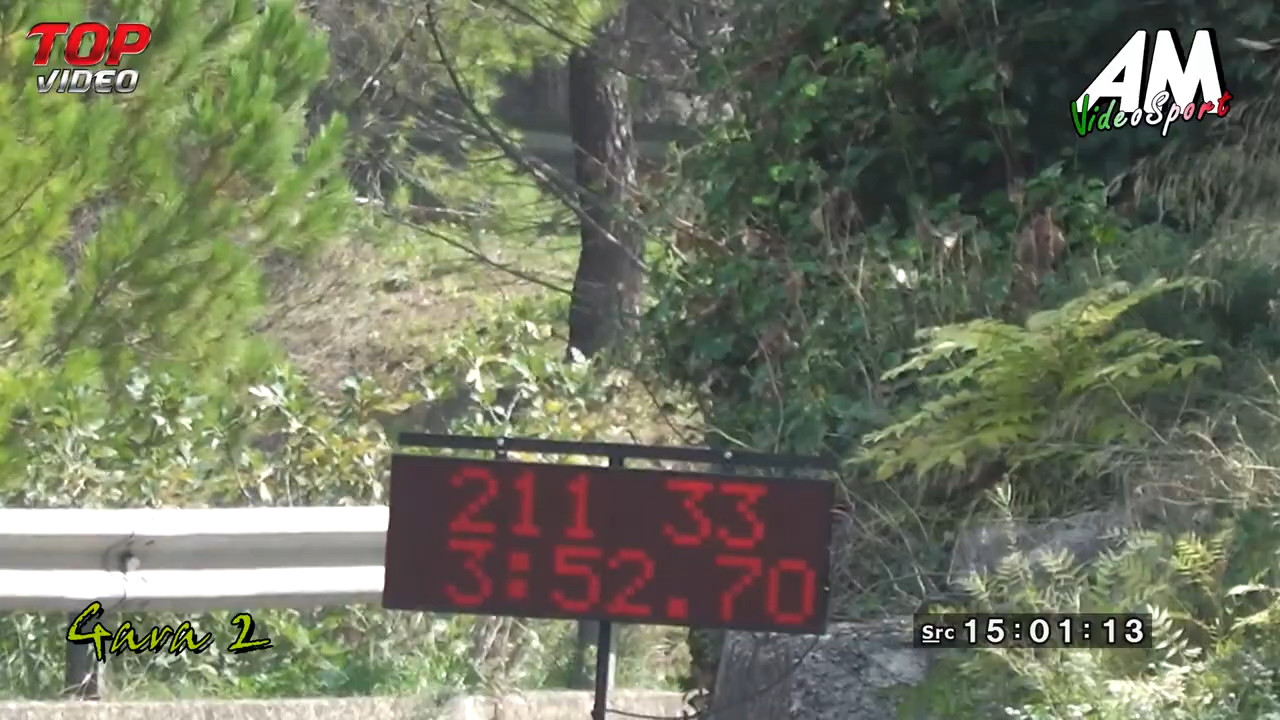 TOP
VIDEO
AM
VideoSport
211 33
3:52.70
Gara 2
Src 15:01:13